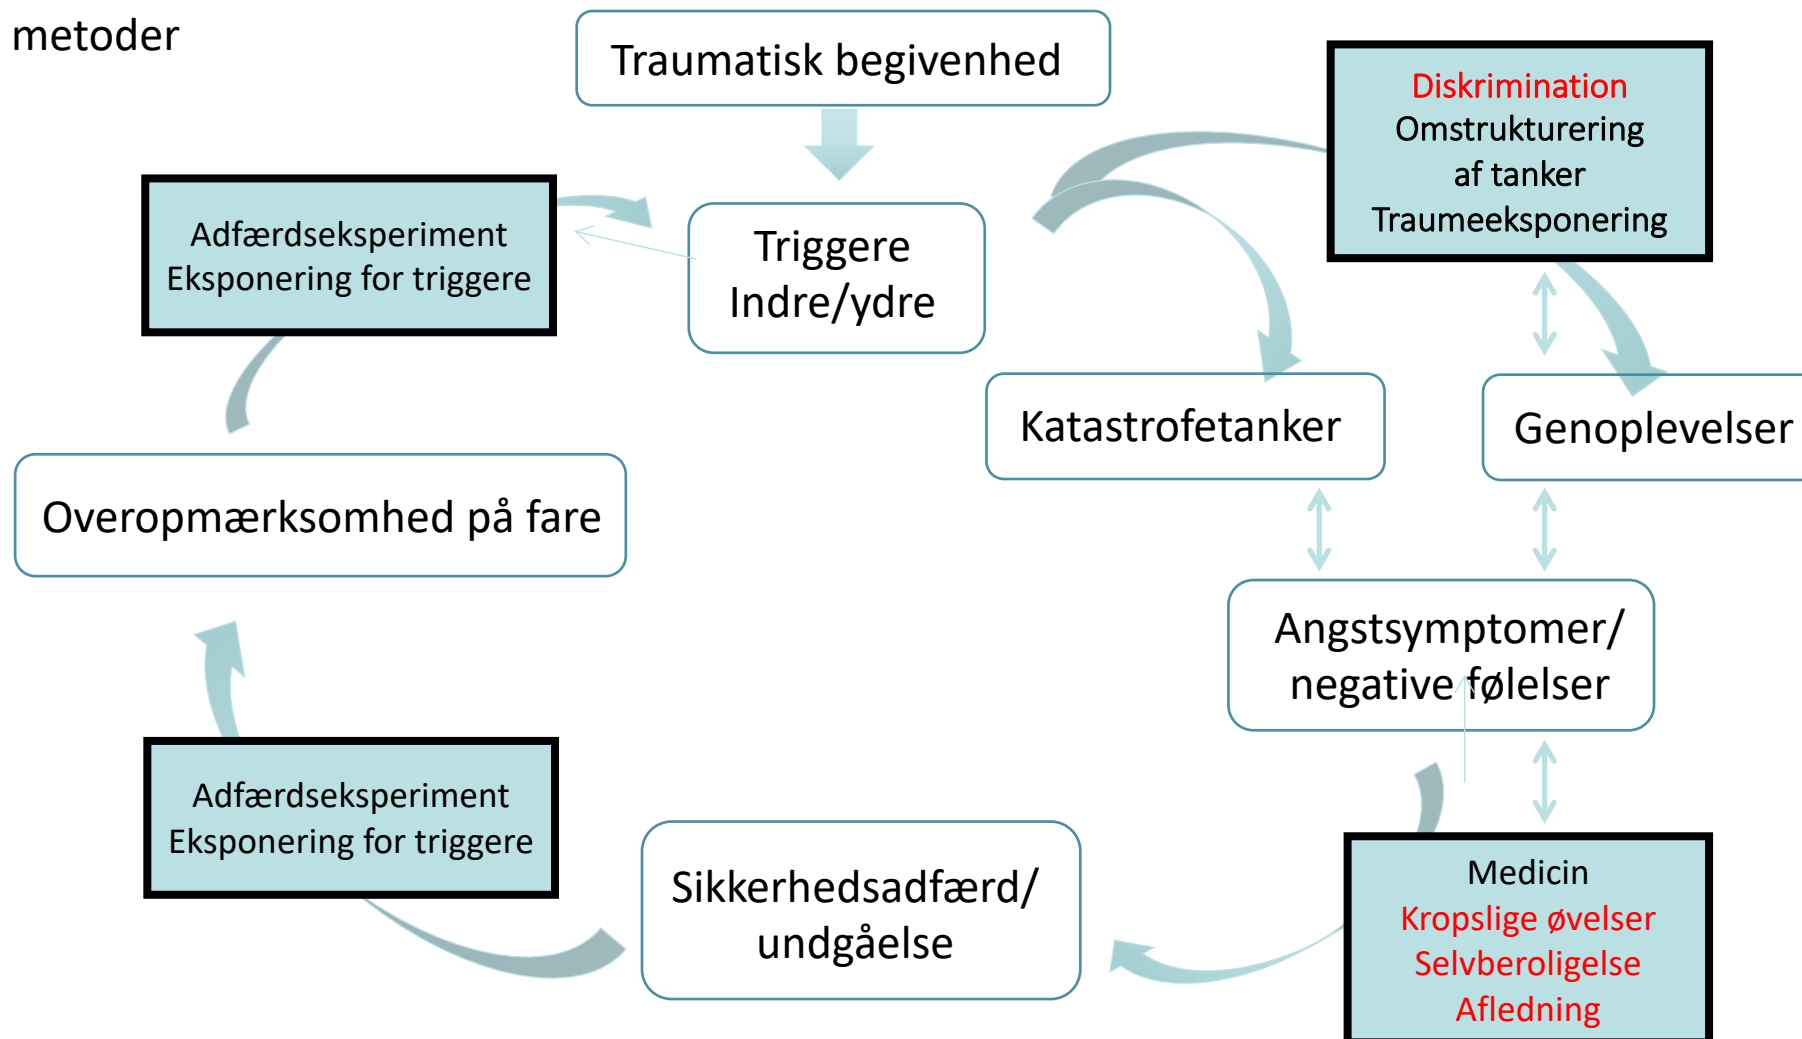 metoder
Traumatisk begivenhed
Diskrimination
Omstrukturering
af tanker
Traumeeksponering
Adfærdseksperiment
Eksponering for triggere
Triggere
Indre/ydre
Katastrofetanker
Genoplevelser
Overopmærksomhed på fare
Angstsymptomer/
negative følelser
Adfærdseksperiment
Eksponering for triggere
Sikkerhedsadfærd/
undgåelse
Medicin
Kropslige øvelser
Selvberoligelse
Afledning